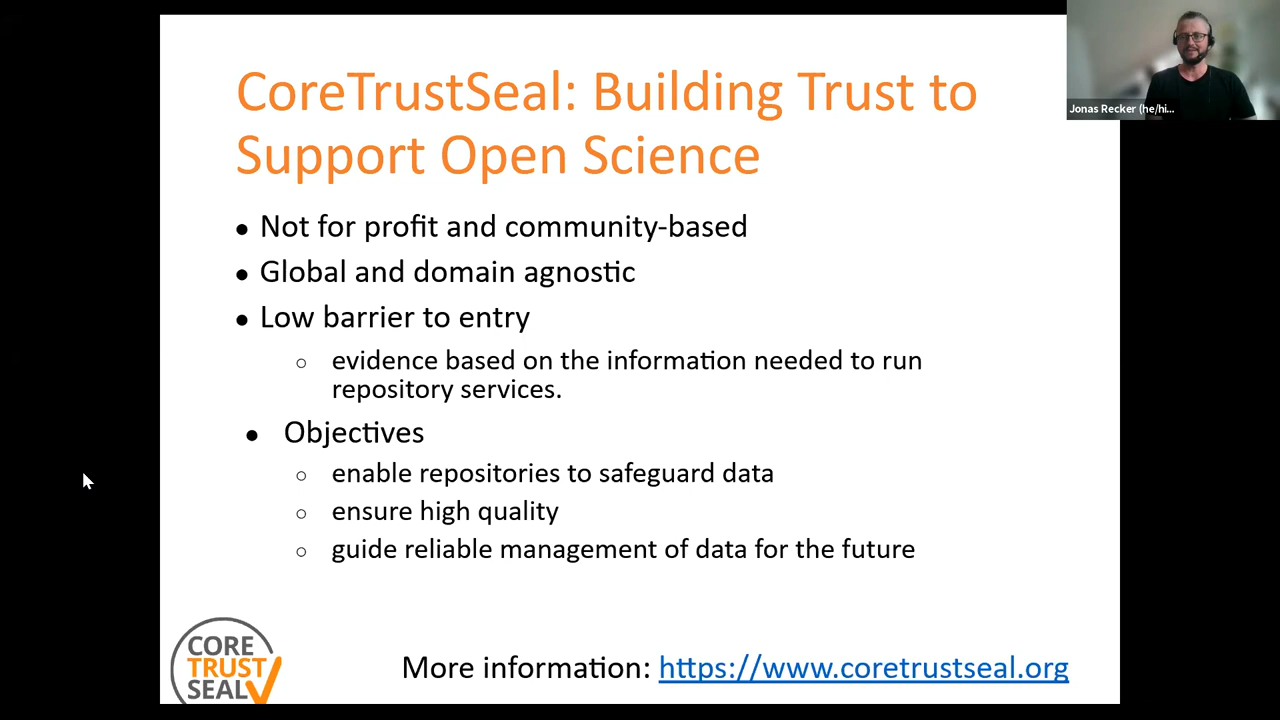 CoreTrustSeal: Building Trust to
Support Open Science
• Not for profit and community-based
• Global and domain agnostic
• Low barrier to entry
○ evidence based on the information needed to run
repository services.
• Objectives
○ enable repositories to safeguard data
○ ensure high quality
○ guide reliable management of data for the future
CORE
TRUST
SEAL
More information: https://www.coretrustseal.org
Jonas Recker (he/hi...